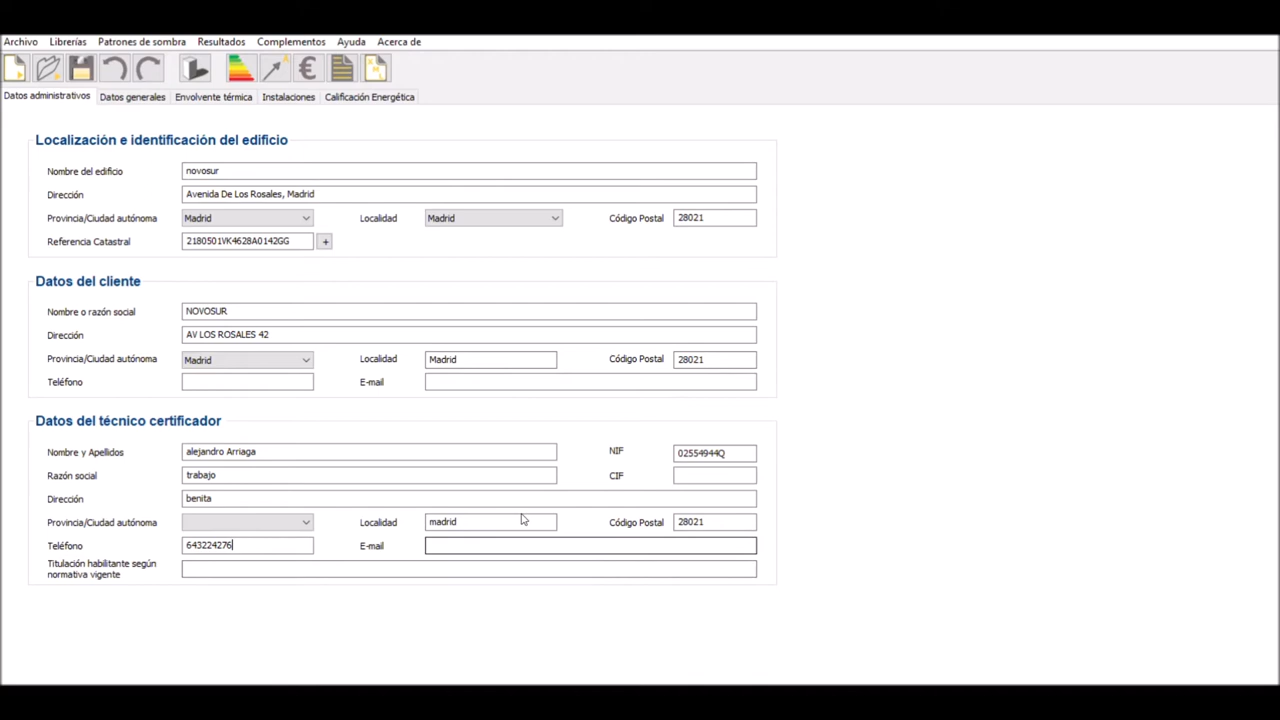 Archivo Librerías Patrones de sombra Resultados Complementos Ayuda Acerca de
Datos administrativos Datos generales Envolvente térmica Instalaciones Calificación Energética
Localización e identificación del edificio
Nombre del edificio novosur
Dirección Avenida De Los Rosales, Madrid
Provincia/Ciudad autónoma Madrid Localidad Madrid Código Postal 28021
Referencia Catastral 2180501VK4628A0142GG +
Datos del cliente
Nombre o razón social NOVOSUR
Dirección AV LOS ROSALES 42
Provincia/Ciudad autónoma Madrid Localidad Madrid Código Postal 28021
Teléfono E-mail
Datos del técnico certificador
Nombre y Apellidos alejandro Arriaga NIF 02554944Q
Razón social trabajo CIF
Dirección benita
Provincia/Ciudad autónoma Localidad madrid Código Postal 28021
Teléfono 643224276 E-mail
Titulación habilitante según
normativa vigente